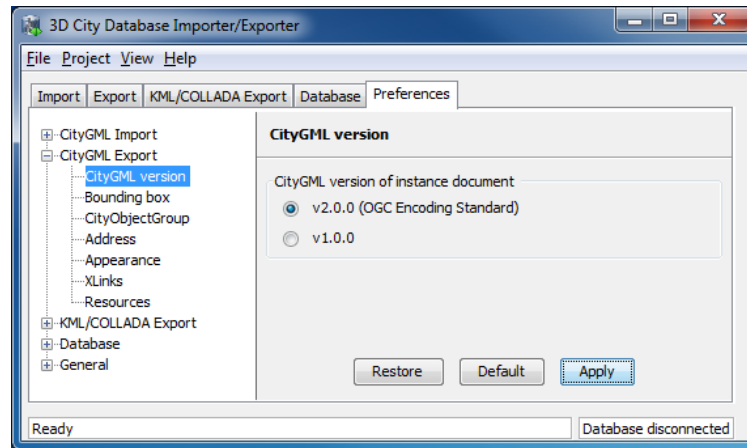 3D City Database Importer/Exporter
File Project View Help
Import Export KML/COLLADA Export Database Preferences
CityGML Import
CityGML Export
CityGML version
Bounding box
CityObjectGroup
Address
Appearance
XLinks
Resources
KML/COLLADA Export
Database
General
CityGML version
CityGML version of instance document
v2.0.0 (OGC Encoding Standard)
v1.0.0
Restore Default Apply
Ready Database disconnected